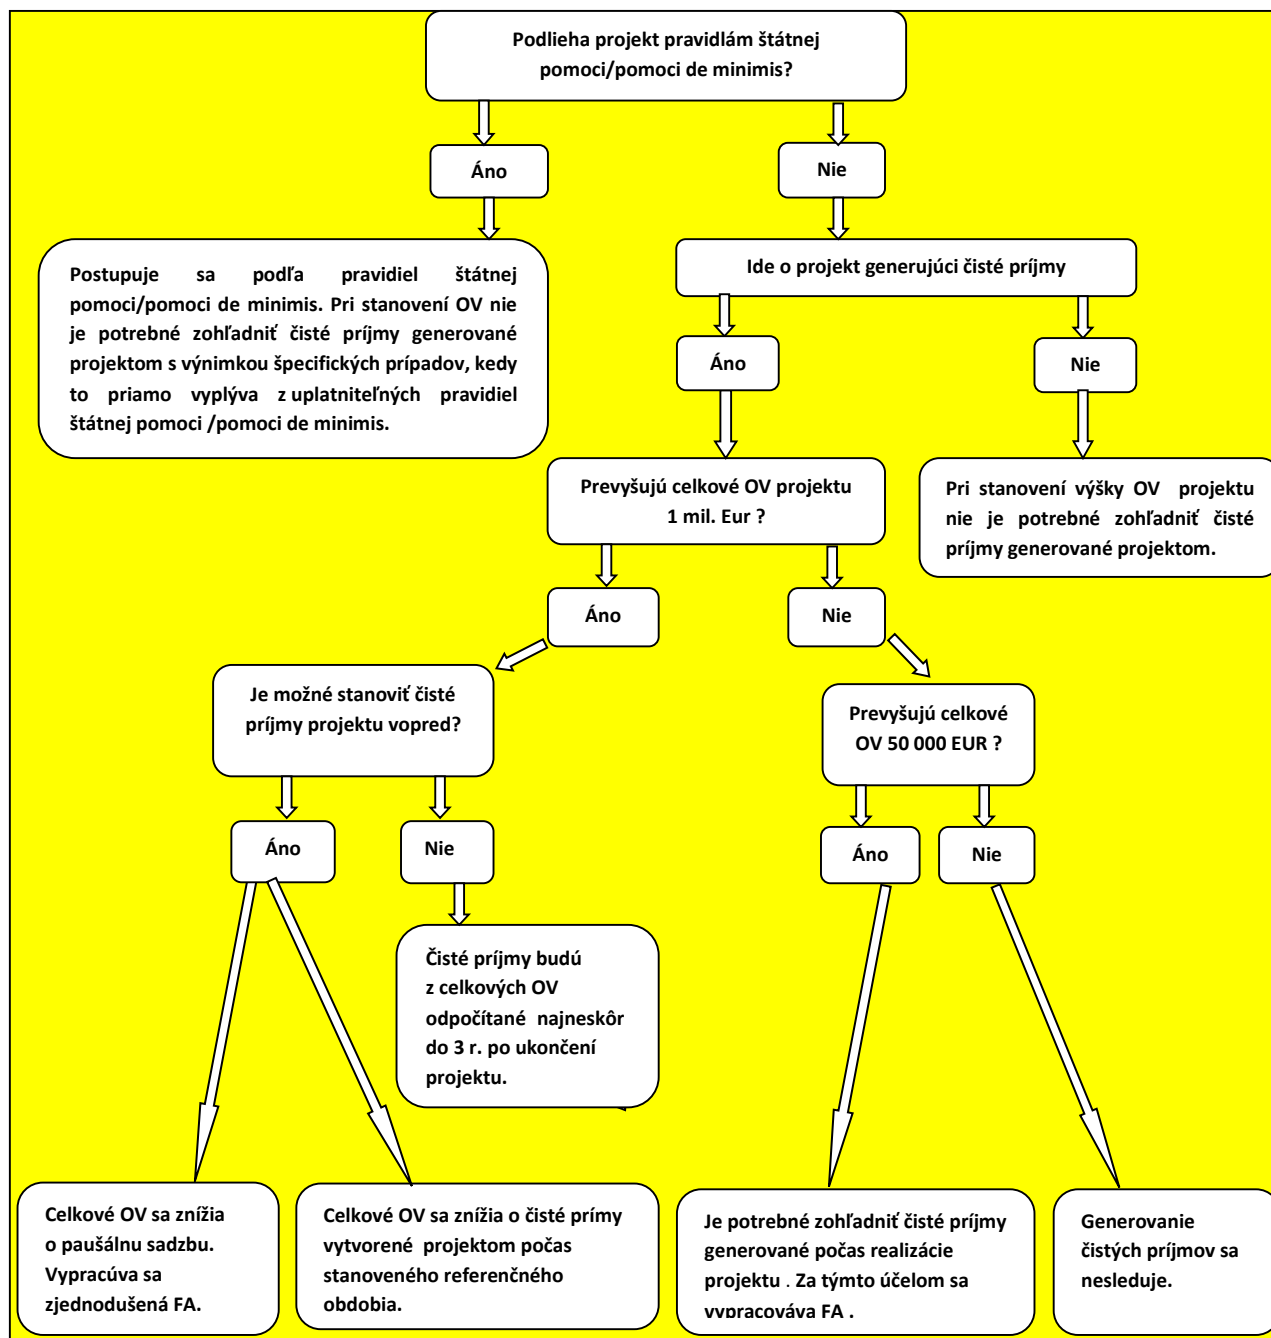 Podlieha projekt pravidlám štátnej
pomoci/pomoci de minimis?
Áno
Nie
Postupuje sa podľa pravidiel štátnej
pomoci/pomoci de minimis. Pri stanovení OV nie
je potrebné zohľadniť čisté príjmy generované
projektom s výnimkou špecifických prípadov, kedy
to priamo vyplýva z uplatniteľných pravidiel
štátnej pomoci /pomoci de minimis.
Ide o projekt generujúci čisté príjmy
Áno
Nie
Prevyšujú celkové OV projektu
1 mil. Eur ?
Pri stanovení výšky OV projektu
nie je potrebné zohľadniť čisté
príjmy generované projektom.
Áno
Nie
Je možné stanoviť čisté
príjmy projektu vopred?
Prevyšujú celkové
OV 50 000 EUR ?
Áno
Nie
Áno
Nie
Čisté príjmy budú
z celkových OV
odpočítané najneskôr
do 3 r. po ukončení
projektu.
Celkové OV sa znížia
o paušálnu sadzbu.
Vypracúva sa
zjednodušená FA.
Celkové OV sa znížia o čisté prímy
vytvorené projektom počas
stanoveného referenčného
obdobia.
Je potrebné zohľadniť čisté príjmy
generované počas realizácie
projektu . Za týmto účelom sa
vypracováva FA .
Generovanie
čistých príjmov sa
nesleduje.